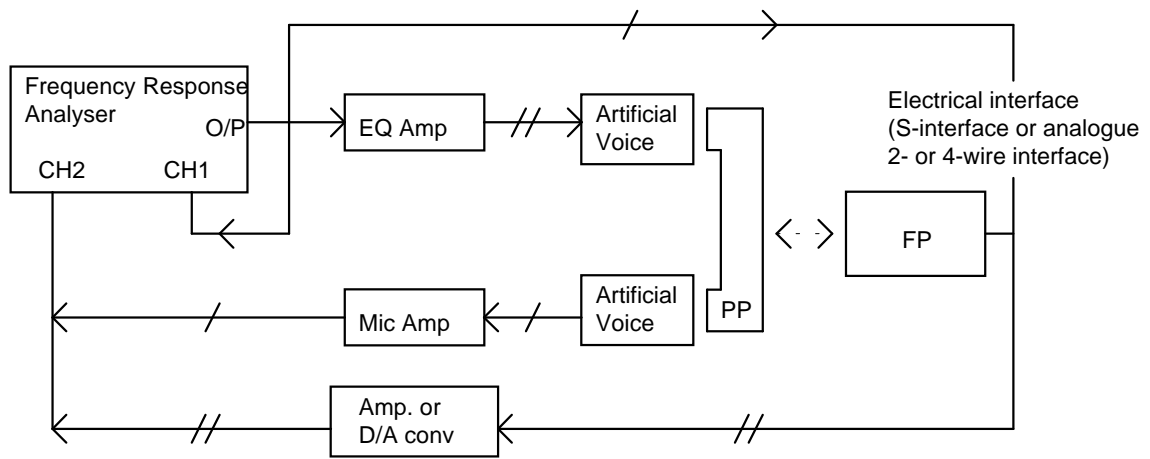 Frequency Response
Analyser
O/P
CH2
CH1
EQ Amp
Artificial
Voice
Electrical interface
(S-interface or analogue
2- or 4-wire interface)
FP
Mic Amp
Artificial
Voice
PP
Amp. or
D/A conv